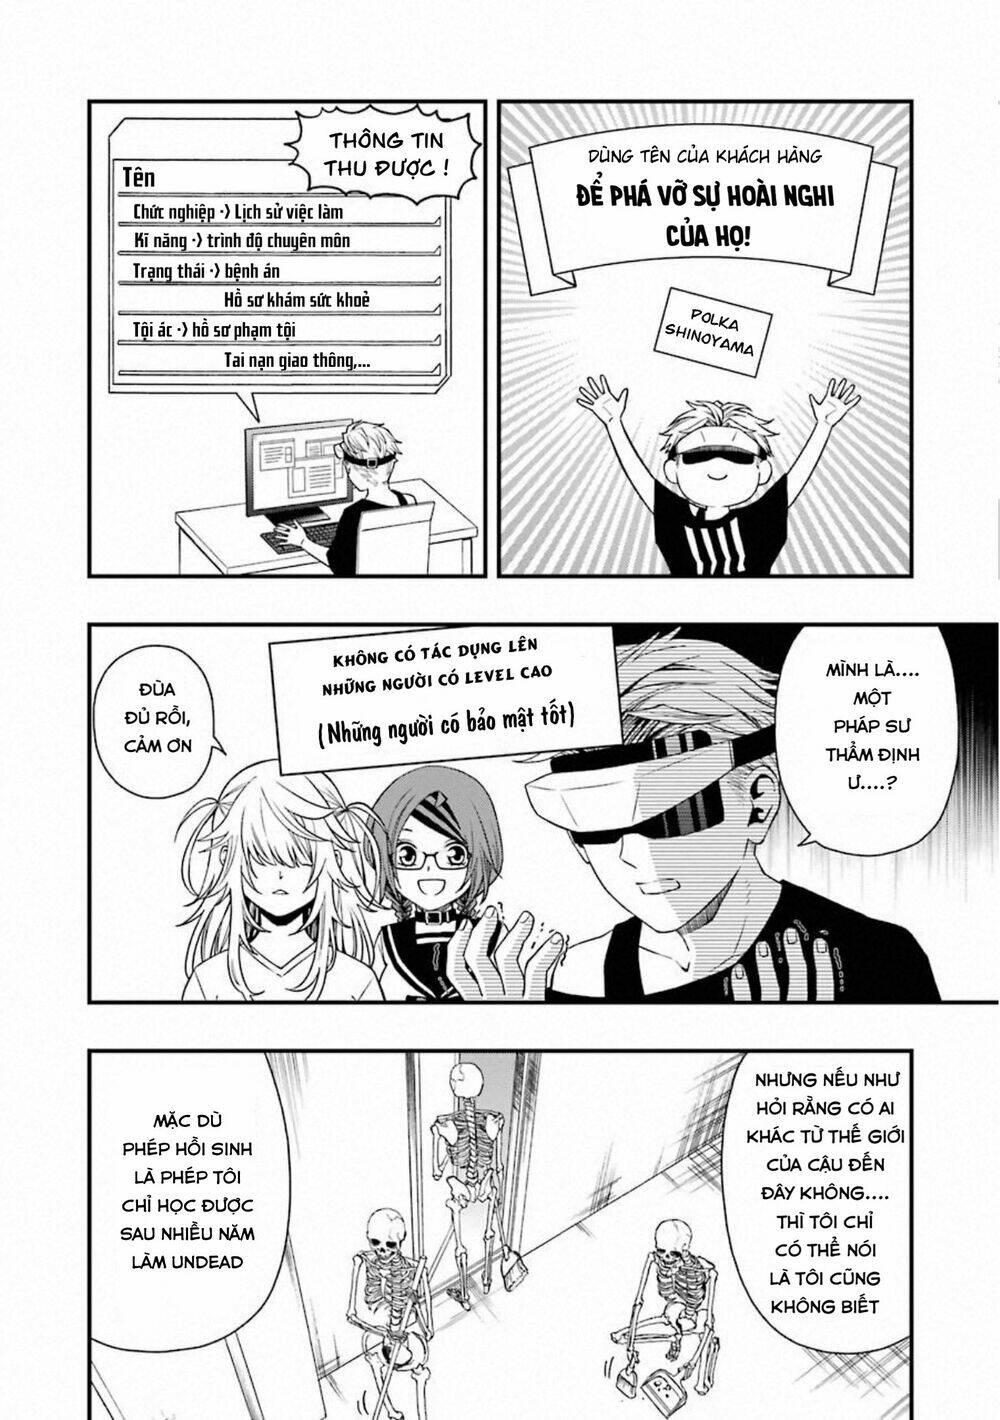 DÙNG TÊN CỦA KHÁCH HÀNG
ĐỂ PHÁ VỠ SỰ HOÀI NGHI
CỦA HỌ!
POLKA
SHINOYAMA
THÔNG TIN
THU ĐƯỢC !
Tên
Chức nghiệp -> Lịch sử việc làm
Kĩ năng -> trình độ chuyên môn
Trạng thái -> bệnh án
Hồ sơ khám sức khoẻ
Tội ác -> hồ sơ phạm tội
Tai nạn giao thông,...
MÌNH LÀ....
MỘT
PHÁP SƯ
THẨM ĐỊNH
Ư....?
KHÔNG CÓ TÁC DỤNG LÊN
NHỮNG NGƯỜI CÓ LEVEL CAO
(Những người có bảo mật tốt)
ĐÙA
ĐỦ RỒI,
CẢM ƠN
NHƯNG NẾU NHƯ
HỎI RẰNG CÓ AI
KHÁC TỪ THẾ GIỚI
CỦA CẬU ĐẾN
ĐÂY KHÔNG....
THÌ TÔI CHỈ
CÓ THỂ NÓI
LÀ TÔI CŨNG
KHÔNG BIẾT
MẶC DÙ
PHÉP HỒI SINH
LÀ PHÉP TÔI
CHỈ HỌC ĐƯỢC
SAU NHIỀU NĂM
LÀM UNDEAD